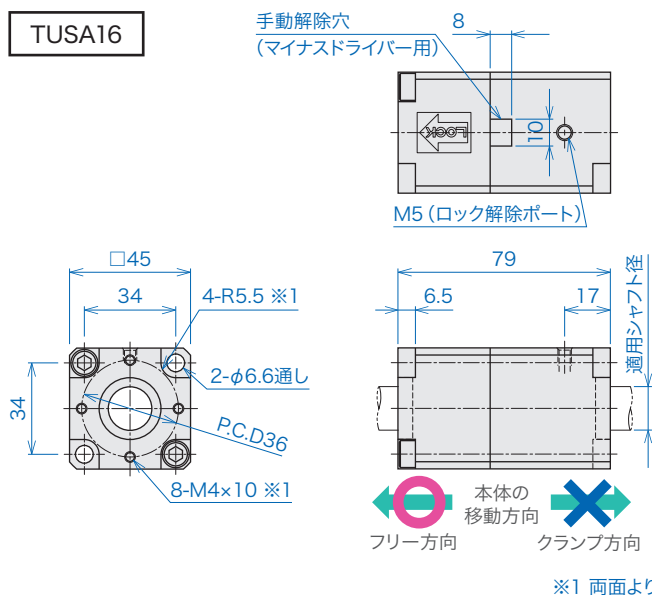 TUSA16
手動解除穴
(マイナスドライバー用)
8
LOCK
10
M5(ロック解除ポート)
□45
34
4-R5.5 ※1
34
2-φ6.6通し
P.C.D36
8-M4×10 ※1
79
6.5
17
適用シャフト径
本体の
移動方向
フリー方向
クランプ方向
※1 両面より